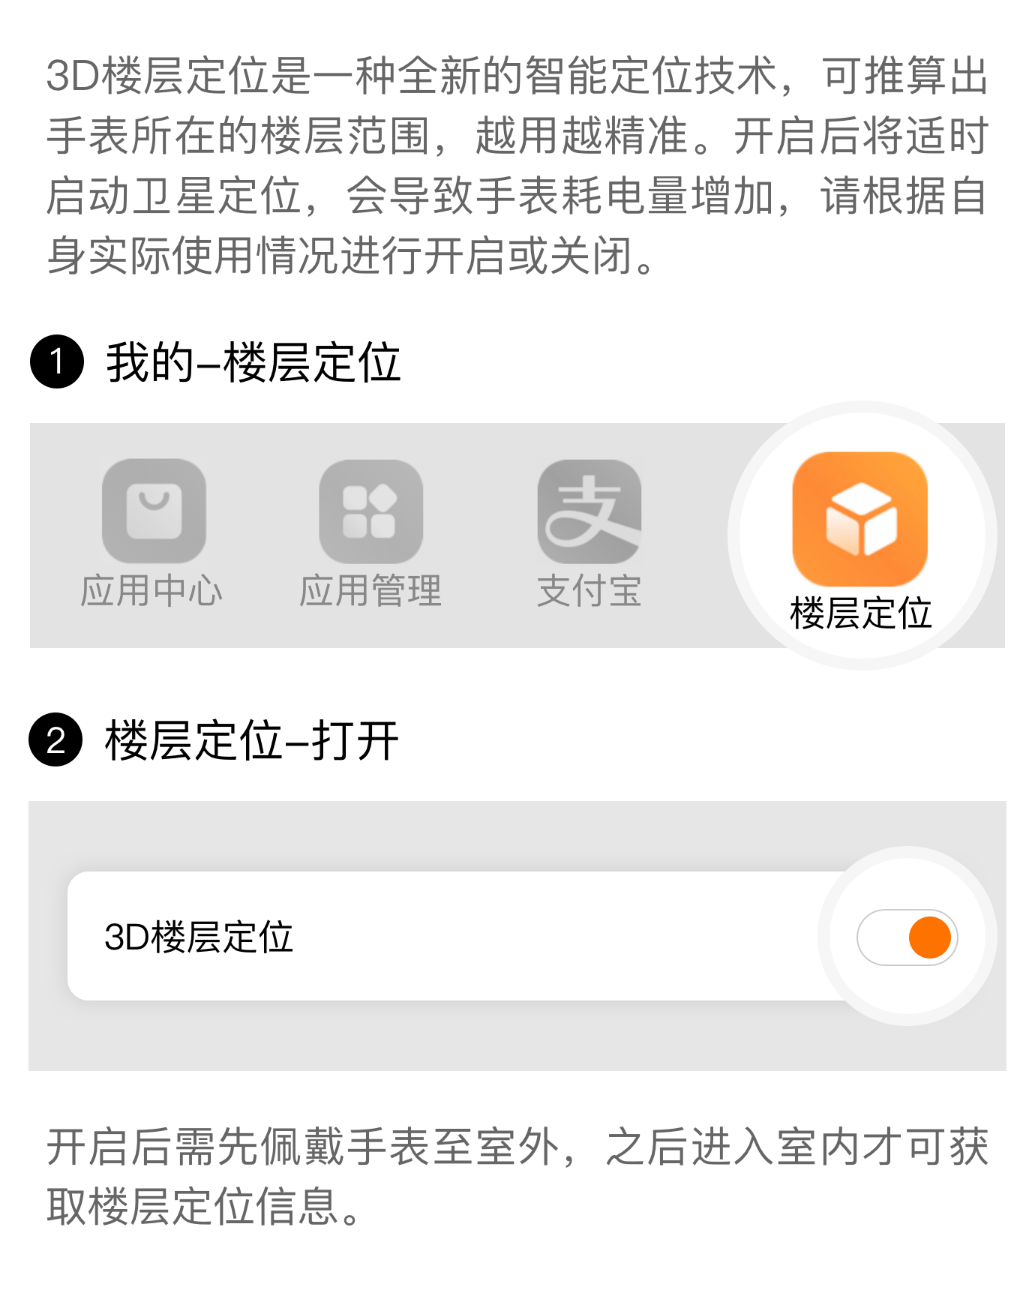 3D楼层定位是一种全新的智能定位技术，可推算出
手表所在的楼层范围，越用越精准。开启后将适时
启动卫星定位，会导致手表耗电量增加，请根据自
身实际使用情况进行开启或关闭。
1 我的-楼层定位
应用中心 应用管理 支付宝 楼层定位
2 楼层定位-打开
3D楼层定位
开启后需先佩戴手表至室外，之后进入室内才可获
取楼层定位信息。